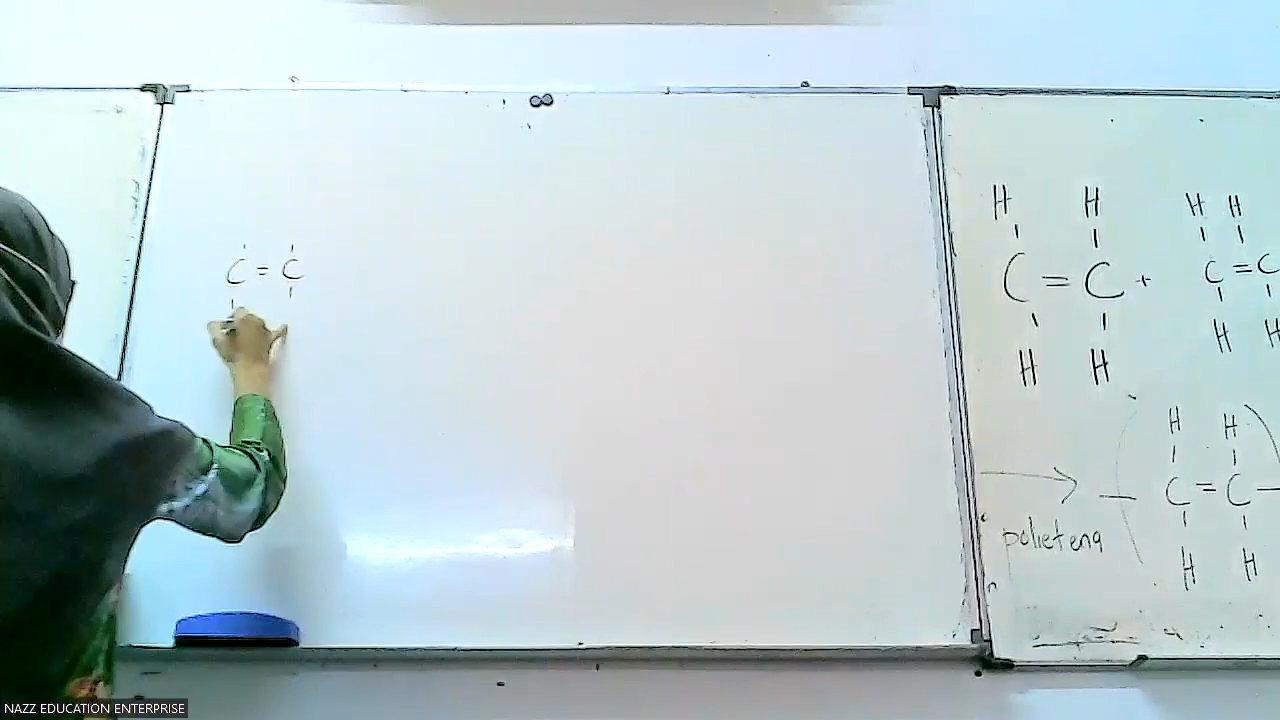 C = C
H H H H
C = C + C = C
H H H H
H H
C = C
polietena
H H
NAZZ EDUCATION ENTERPRISE